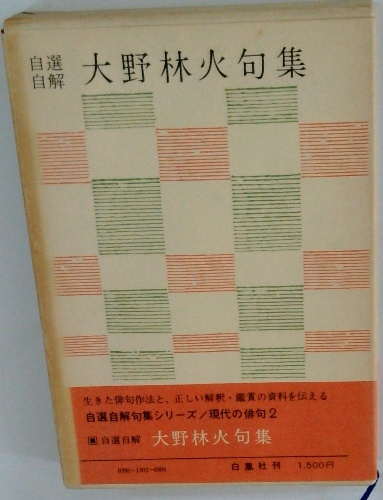 自選
自解 大野林火句集
生きた俳句作法と、正しい解釈・鑑賞の資料を伝える
自選自解句集シリーズ/現代の俳句2
自選自解 大野林火句集
白凰社刊 1,500円